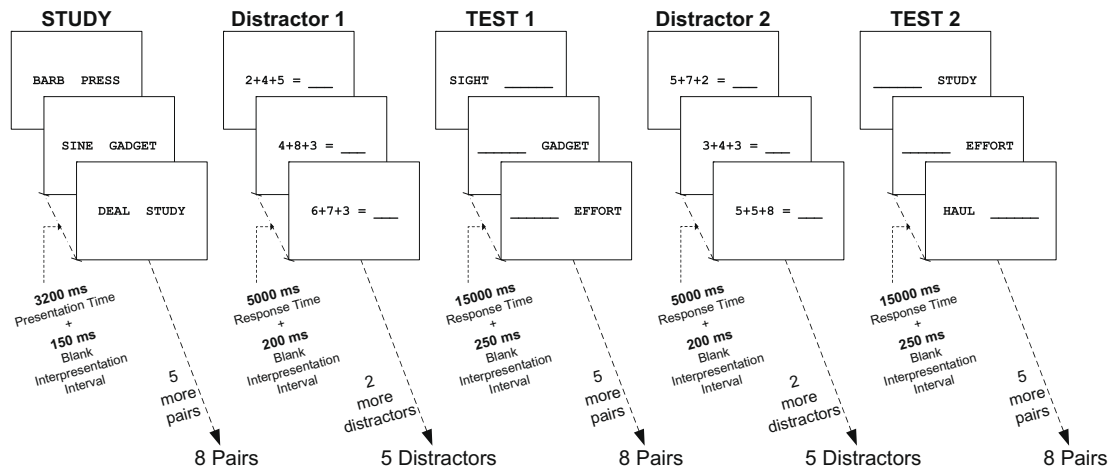 STUDY
BARB PRESS
SINE GADGET
DEAL STUDY
3200 ms
Presentation Time
+
150 ms
Blank
Interpresentation
Interval
5
more
pairs
8 Pairs
Distractor 1
2+4+5 = ___
4+8+3 = ___
6+7+3 = ___
5000 ms
Response Time
+
200 ms
Blank
Interpresentation
Interval
2
more
distractors
5 Distractors
TEST 1
SIGHT ______
______ GADGET
______ EFFORT
15000 ms
Response Time
+
250 ms
Blank
Interpresentation
Interval
5
more
pairs
8 Pairs
Distractor 2
5+7+2 = ___
3+4+3 = ___
5+5+8 = ___
5000 ms
Response Time
+
200 ms
Blank
Interpresentation
Interval
2
more
distractors
5 Distractors
TEST 2
______ STUDY
______ EFFORT
HAUL ______
15000 ms
Response Time
+
250 ms
Blank
Interpresentation
Interval
5
more
pairs
8 Pairs